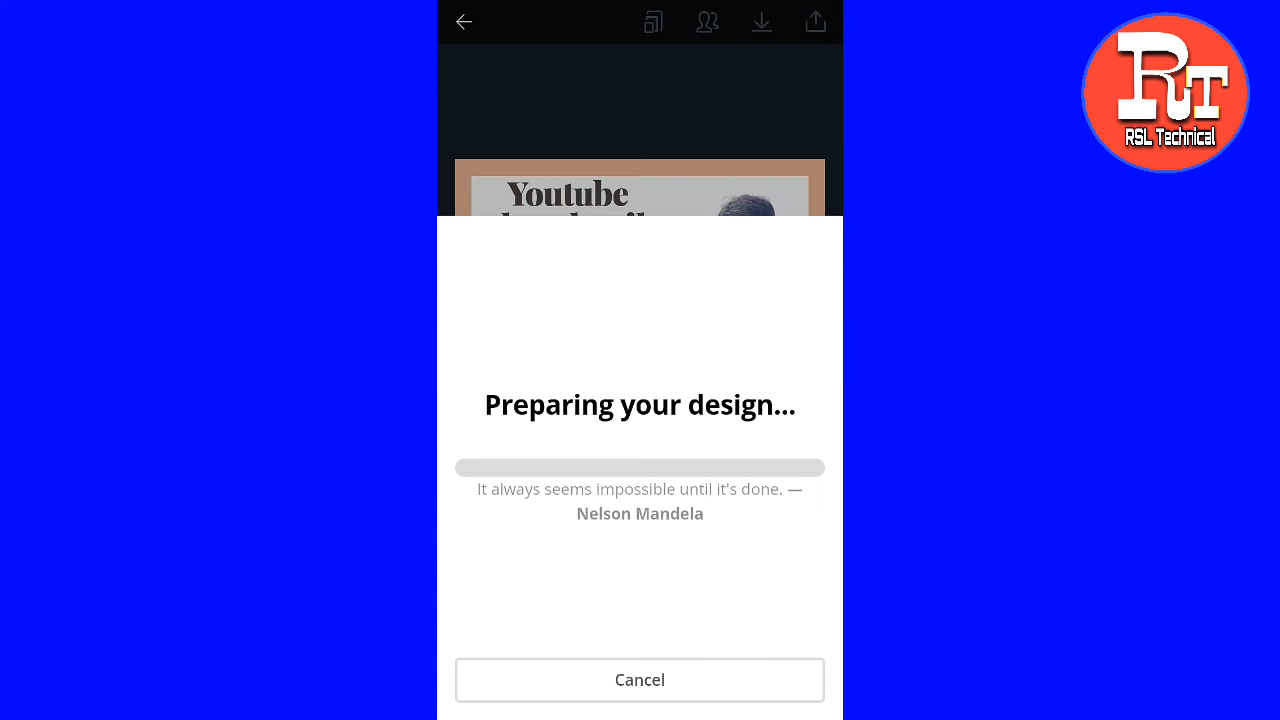 RT
RSL Technical
Youtube
Preparing your design...
It always seems impossible until it's done. —
Nelson Mandela
Cancel